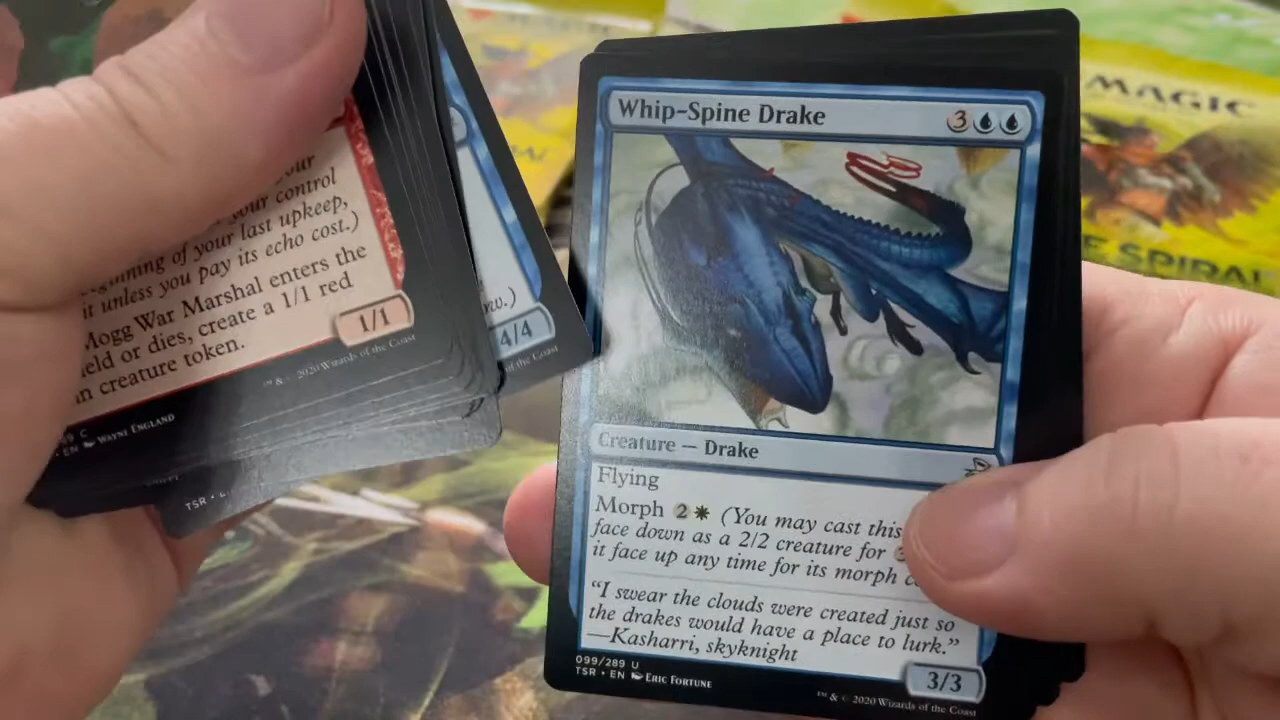 Whip-Spine Drake 3
Creature — Drake
Flying
Morph 2 (You may cast this
face down as a 2/2 creature for
it face up any time for its morph
"I swear the clouds were created just so
the drakes would have a place to lurk."
—Kasharri, skyknight
3/3
099/289 U
TSR • EN Eric Fortune
™ & © 2020 Wizards of the Coast
your control
of your last upkeep,
it unless you pay its echo cost.)
Mogg War Marshal enters the
or dies, create a 1/1 red
creature token.
1/1
™ & © 2020 Wizards of the Coast
C
EN Wayne England
TSR
4/4
the Coast
MAGIC
SPIRAL